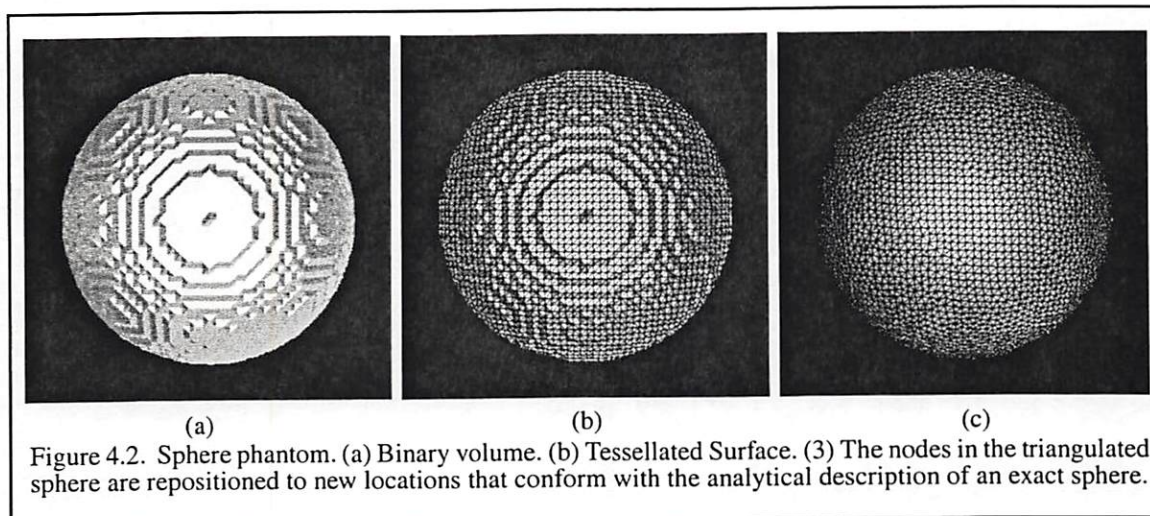 (a)
(b)
(c)
Figure 4.2. Sphere phantom. (a) Binary volume. (b) Tessellated Surface. (3) The nodes in the triangulated
sphere are repositioned to new locations that conform with the analytical description of an exact sphere.